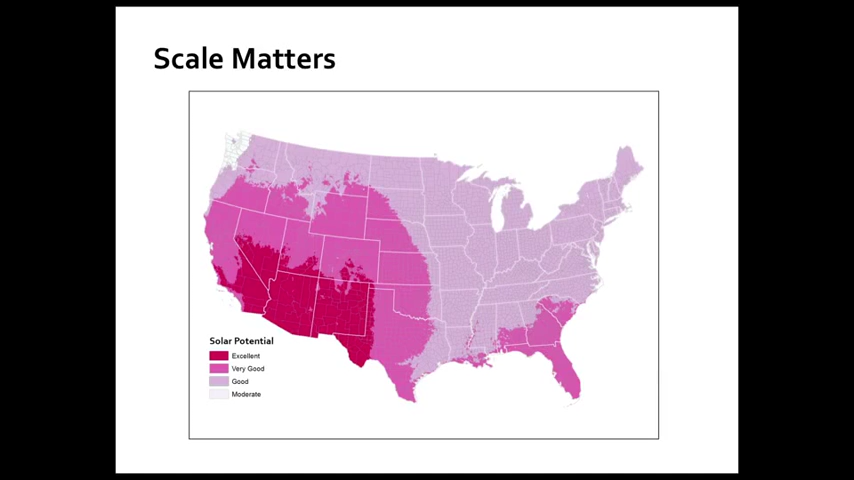 Scale Matters
Solar Potential
Excellent
Very Good
Good
Moderate